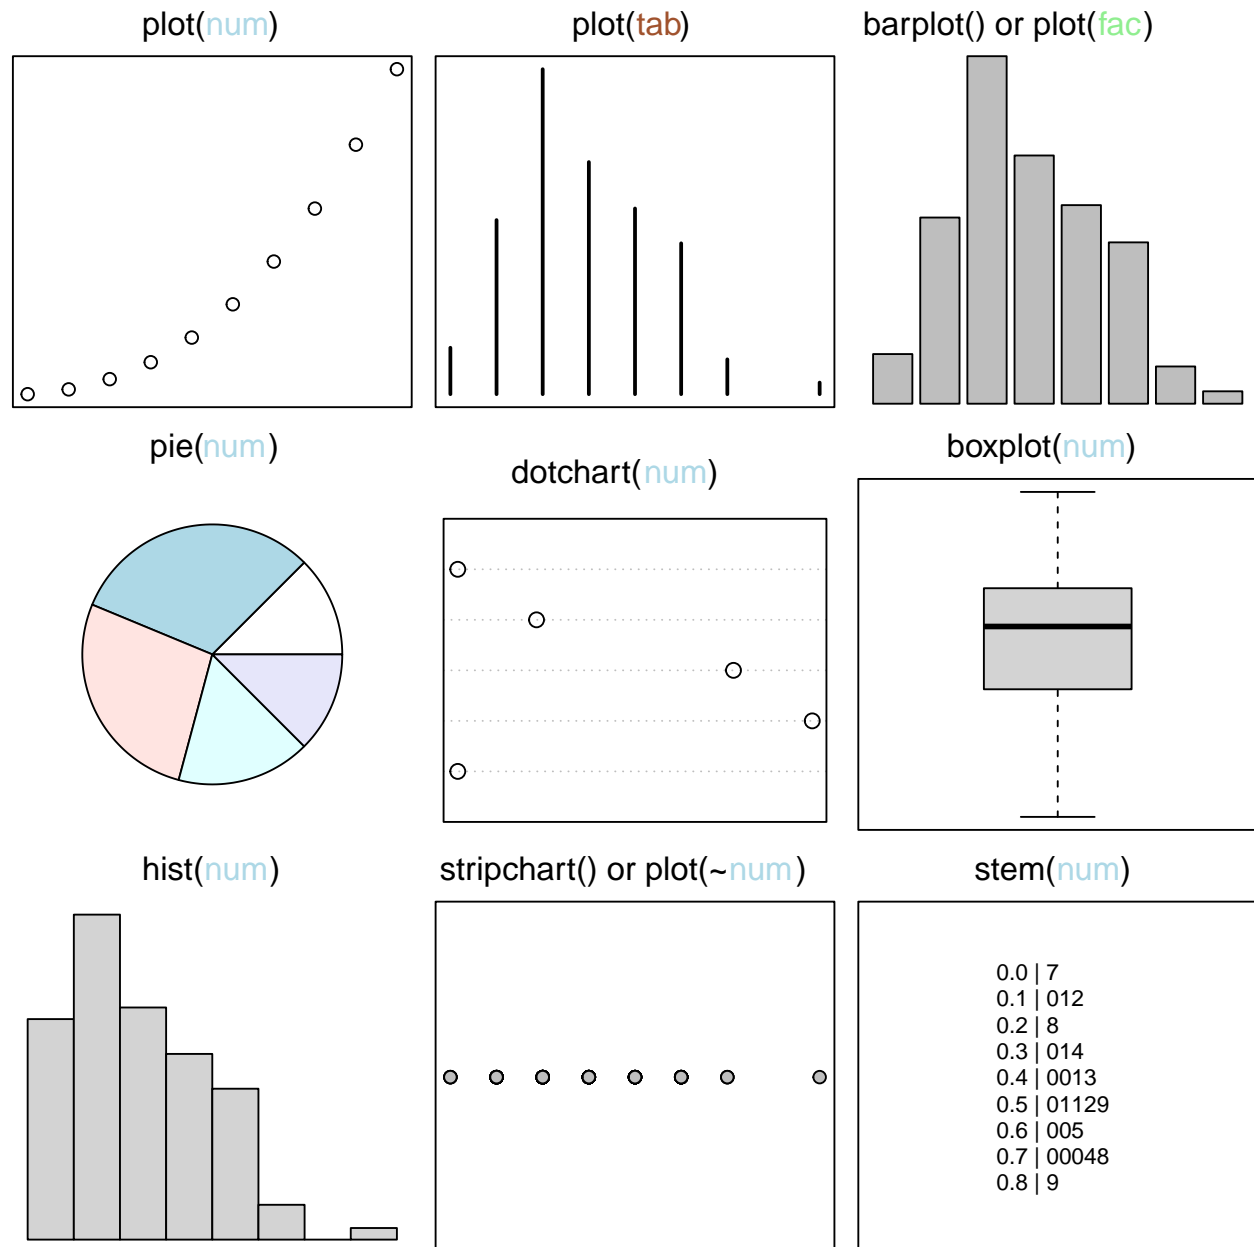 plot(num)
plot(tab)
barplot() or plot(fac)
pie(num)
dotchart(num)
boxplot(num)
hist(num)
stripchart() or plot(~num)
stem(num)
0.0 | 7
0.1 | 012
0.2 | 8
0.3 | 014
0.4 | 0013
0.5 | 01129
0.6 | 005
0.7 | 00048
0.8 | 9